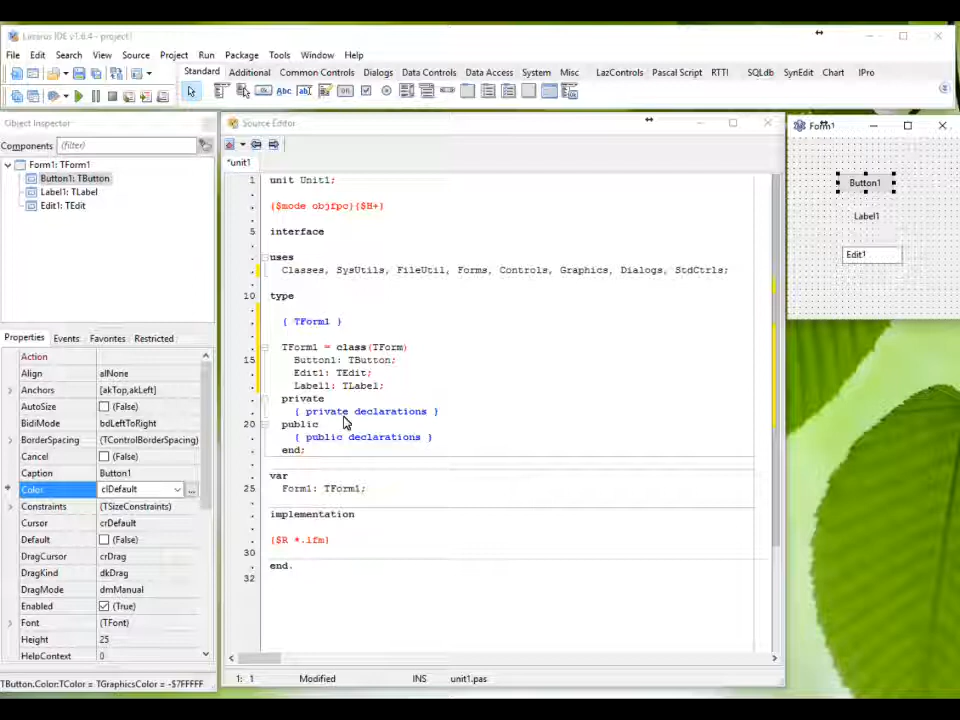 Lazarus IDE v1.6.4 - project1
File Edit Search View Source Project Run Package Tools Window Help
Standard Additional Common Controls Dialogs Data Controls Data Access System Misc LazControls Pascal Script RTTI SQLdb SynEdit Chart IPro
Abc
Object Inspector
Components (filter)
Form1: TForm1
Button1: TButton
Label1: TLabel
Edit1: TEdit
Properties Events Favorites Restricted
Action
Align alNone
Anchors [akTop,akLeft]
AutoSize (False)
BidiMode bdLeftToRight
BorderSpacing (TControlBorderSpacing)
Cancel (False)
Caption Button1
Color clDefault ...
Constraints (TSizeConstraints)
Cursor crDefault
Default (False)
DragCursor crDrag
DragKind dkDrag
DragMode dmManual
Enabled (True)
Font (TFont)
Height 25
HelpContext 0
TButton.Color:TColor = TGraphicsColor = -$7FFFFF
Source Editor
*unit1
1 unit Unit1;
{$mode objfpc}{$H+}
5 interface
uses
Classes, SysUtils, FileUtil, Forms, Controls, Graphics, Dialogs, StdCtrls;
10 type
{ TForm1 }
TForm1 = class(TForm)
15 Button1: TButton;
Edit1: TEdit;
Label1: TLabel;
private
{ private declarations }
20 public
{ public declarations }
end;
var
25 Form1: TForm1;
implementation
{$R *.lfm}
30
end.
32
1: 1 Modified INS unit1.pas
Form1
Button1
Label1
Edit1